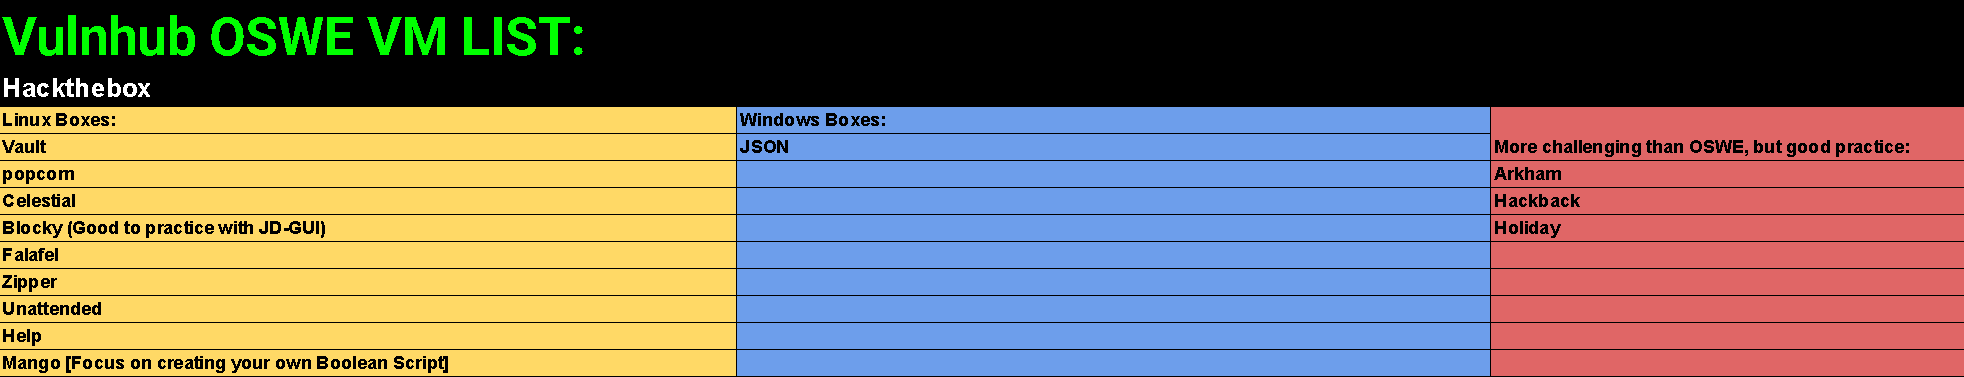 Vulnhub OSWE VM LIST:
Hackthebox
Linux Boxes:
Windows Boxes:
Vault
JSON
More challenging than OSWE, but good practice:
popcorn
Arkham
Celestial
Hackback
Blocky (Good to practice with JD-GUI)
Holiday
Falafel
Zipper
Unattended
Help
Mango [Focus on creating your own Boolean Script]